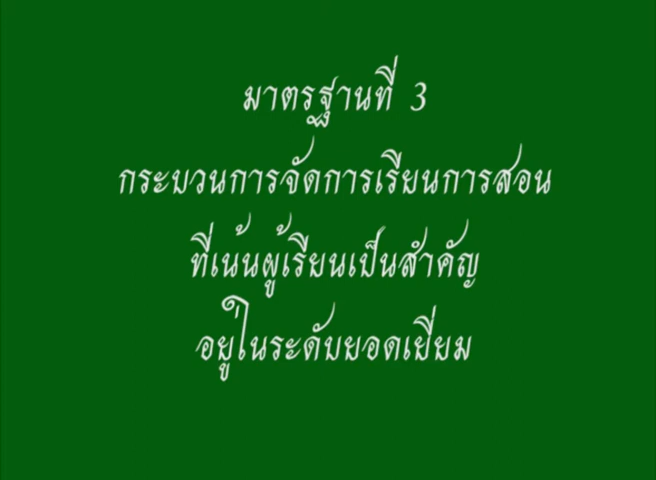 มาตรฐานที่ 3
กระบวนการจัดการเรียนการสอน
ที่เน้นผู้เรียนเป็นสำคัญ
อยู่ในระดับยอดเยี่ยม